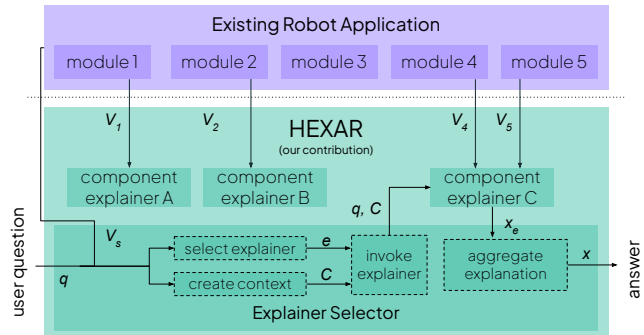 Existing Robot Application
module 1
module 2
module 3
module 4
module 5
V1
V2
V4
V5
HEXAR
(our contribution)
component
explainer A
component
explainer B
component
explainer C
q, C
xe
Vs
user question
q
select explainer
e
create context
C
invoke
explainer
aggregate
explanation
x
answer
Explainer Selector